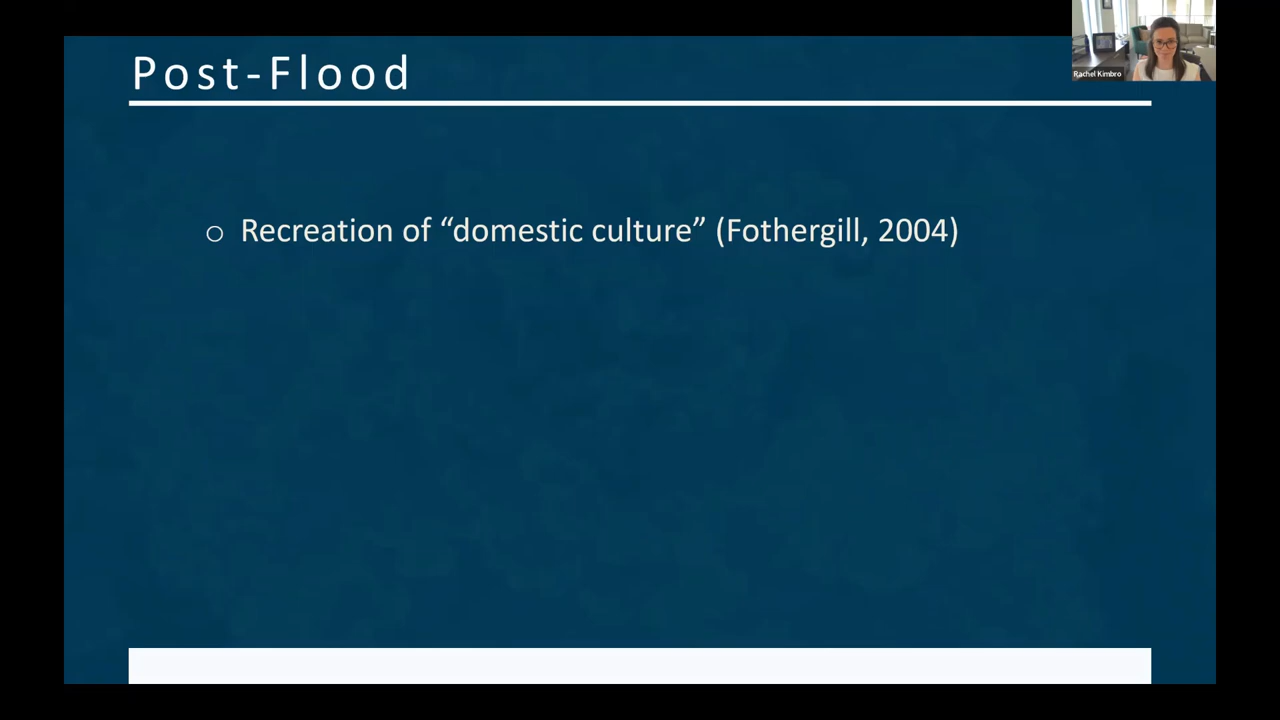 Post-Flood
Rachel Kimbro
○ Recreation of “domestic culture” (Fothergill, 2004)